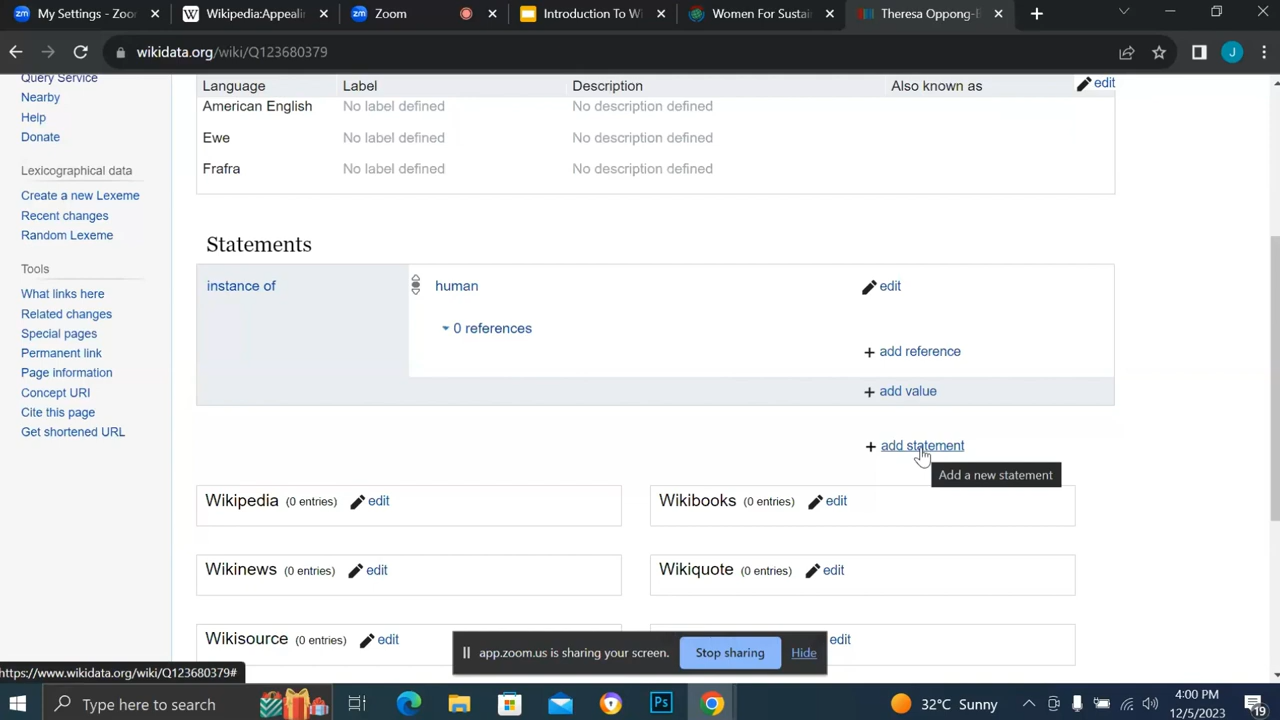 My Settings - Zoo
Wikipedia:Appealin
Zoom
Introduction To Wi
Women For Sustai
Theresa Oppong-
wikidata.org/wiki/Q123680379
J
Query Service
Nearby
Help
Donate
Lexicographical data
Create a new Lexeme
Recent changes
Random Lexeme
Tools
What links here
Related changes
Special pages
Permanent link
Page information
Concept URI
Cite this page
Get shortened URL
Language Label Description Also known as edit
American English No label defined No description defined
Ewe No label defined No description defined
Frafra No label defined No description defined
Statements
instance of human edit
0 references
+ add reference
+ add value
+ add statement
Add a new statement
Wikipedia (0 entries) edit Wikibooks (0 entries) edit
Wikinews (0 entries) edit Wikiquote (0 entries) edit
Wikisource (0 entries) edit edit
app.zoom.us is sharing your screen. Stop sharing Hide
https://www.wikidata.org/wiki/Q123680379#
Type here to search
Ps
32°C Sunny
4:00 PM
12/5/2023
19